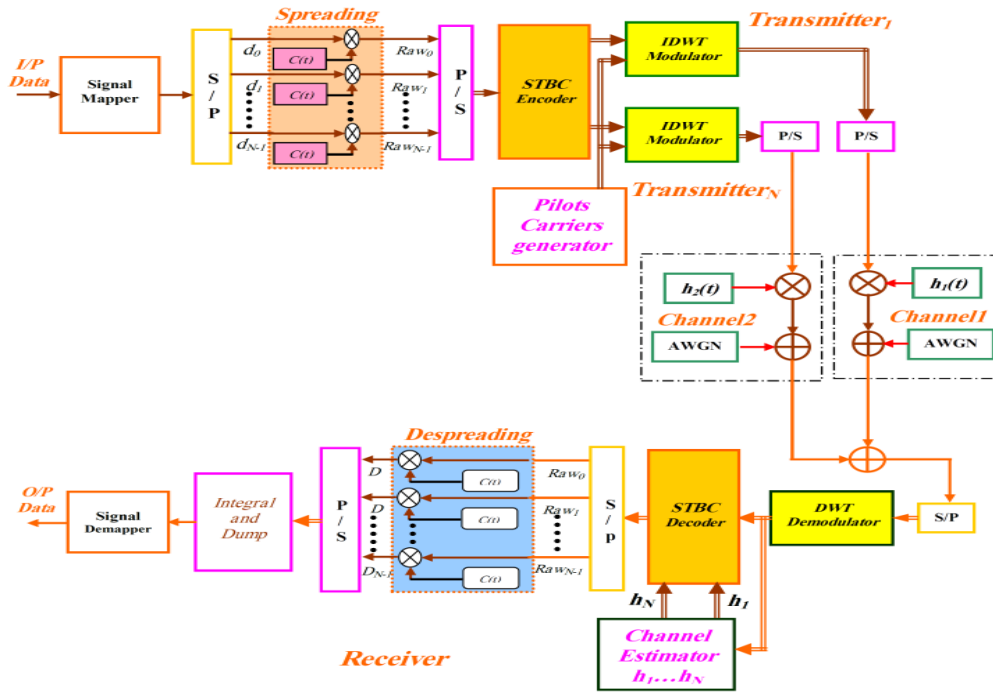 Spreading
Transmitter1
I/P
Data
Signal
Mapper
S
/
P
d0
C(t)
Raw0
d1
C(t)
Raw1
dN-1
C(t)
RawN-1
P
/
S
STBC
Encoder
IDWT
Modulator
IDWT
Modulator
P/S
P/S
TransmitterN
Pilots
Carriers
generator
h2(t)
h1(t)
Channel2
Channel1
AWGN
AWGN
Despreading
O/P
Data
Signal
Demapper
Integral
and
Dump
P
/
S
D
C(t)
Raw0
D
C(t)
Raw1
DN-1
C(t)
RawN-1
S
/
p
STBC
Decoder
DWT
Demodulator
S/P
hN
h1
Channel
Estimator
h1...hN
Receiver